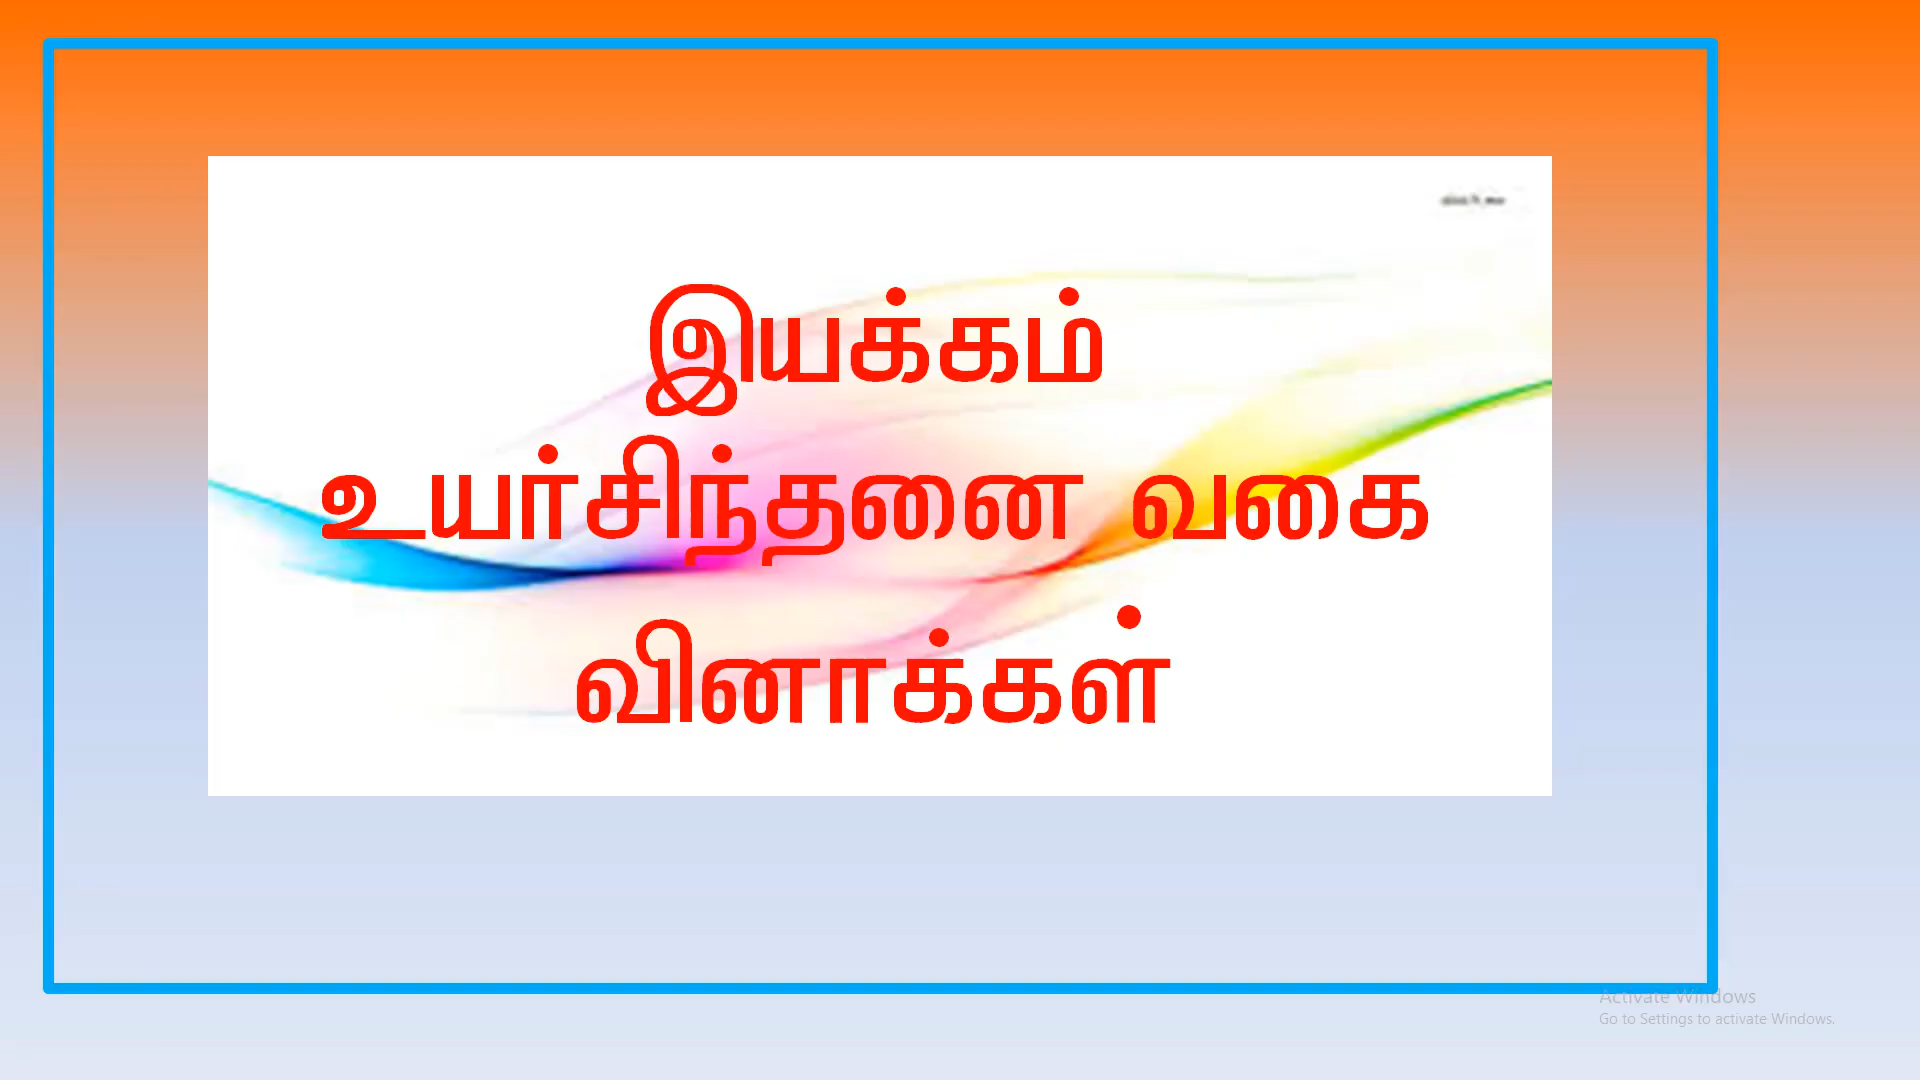 இயக்கம்
உயர்சிந்தனை வகை
வினாக்கள்
Activate Windows
Go to Settings to activate Windows.